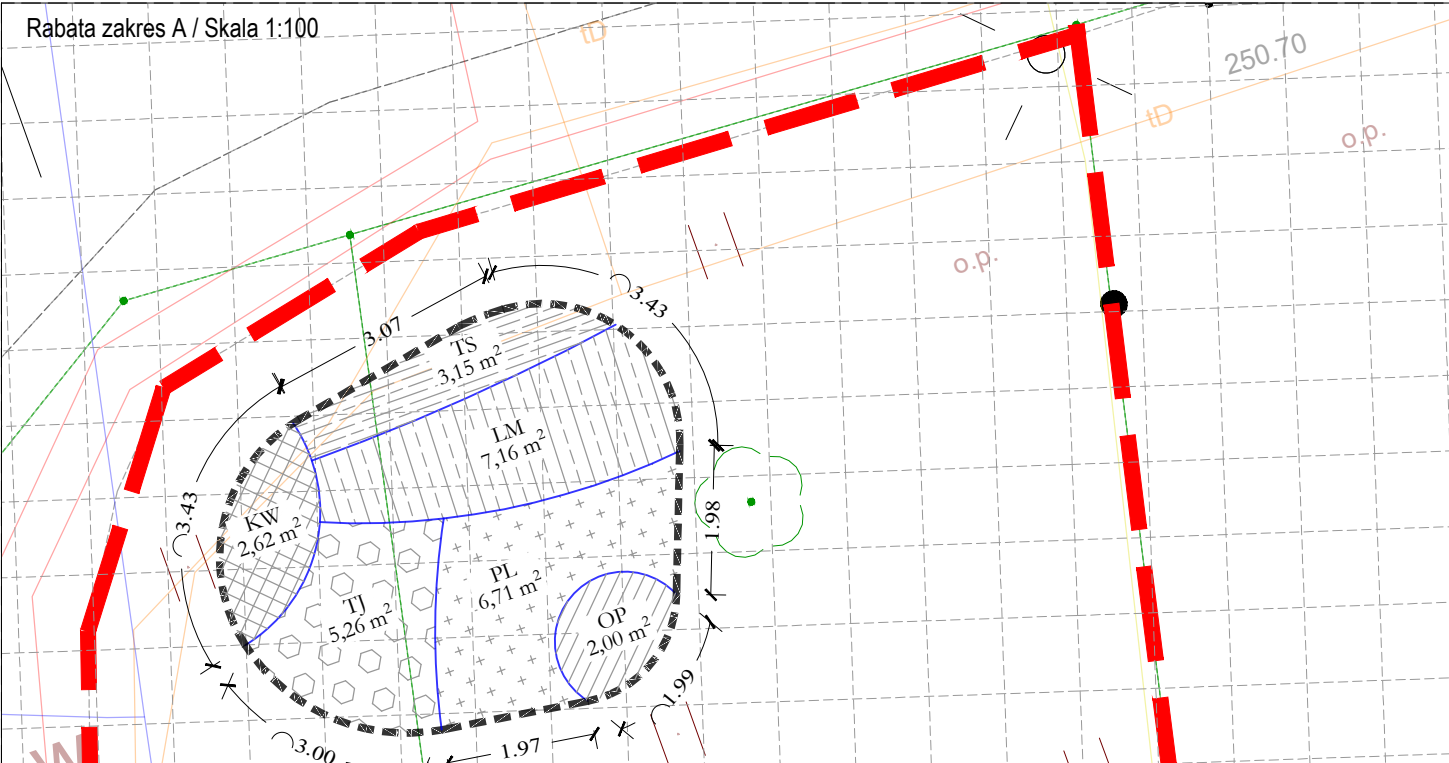 Rabata zakres A / Skala 1:100
tD
250.70
tD
o.p.
o.p.
3.43
3.07
TS
3,15 m²
LM
7,16 m²
3.43
KW
2,62 m²
1.98
PL
6,71 m²
TJ
5,26 m²
OP
2,00 m²
1.99
W
3.00
1.97